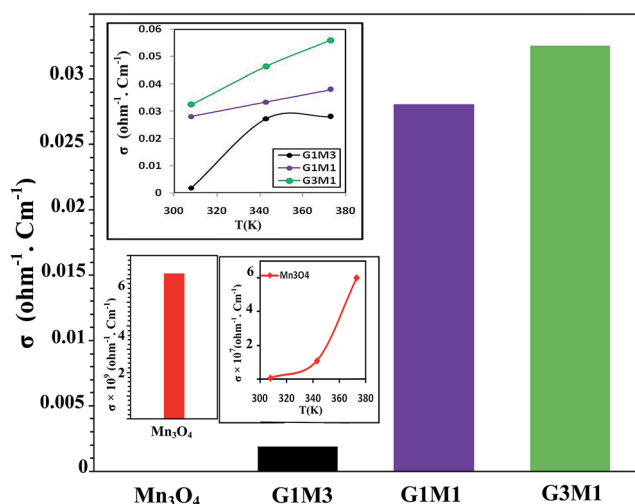 σ (ohm⁻¹. Cm⁻¹)
0.03
0.025
0.02
0.015
0.01
0.005
0
Mn₃O₄ G1M3 G1M1 G3M1
σ (ohm⁻¹. Cm⁻¹)
0.06
0.05
0.04
0.03
0.02
0.01
0
G1M3
G1M1
G3M1
300 320 340 360 380
T(K)
σ × 10⁹ (ohm⁻¹. Cm⁻¹)
6
4
2
Mn₃O₄
σ × 10⁷(ohm⁻¹. Cm⁻¹)
Mn3O4
6
4
2
0
300 320 340 360 380
T(K)